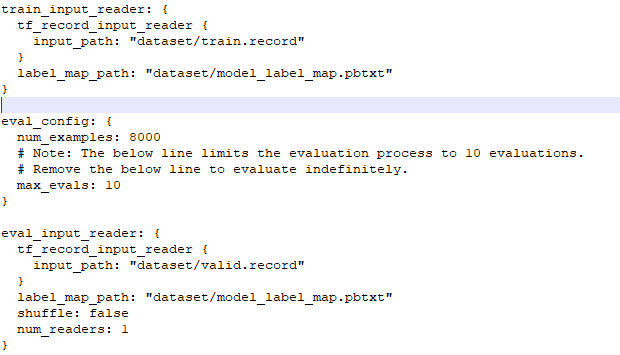 train_input_reader: {
  tf_record_input_reader {
    input_path: "dataset/train.record"
  }
  label_map_path: "dataset/model_label_map.pbtxt"
}
eval_config: {
  num_examples: 8000
  # Note: The below line limits the evaluation process to 10 evaluations.
  # Remove the below line to evaluate indefinitely.
  max_evals: 10
}
eval_input_reader: {
  tf_record_input_reader {
    input_path: "dataset/valid.record"
  }
  label_map_path: "dataset/model_label_map.pbtxt"
  shuffle: false
  num_readers: 1
}